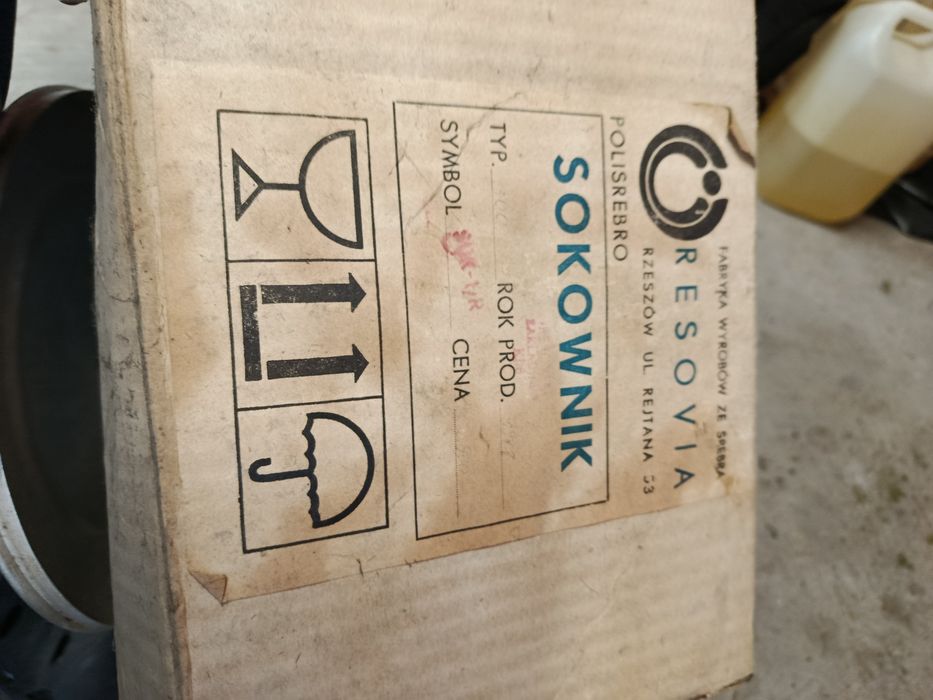 FABRYKA WYROBÓW ZE SREBRA
RESOVIA
RZESZÓW UL. REJTANA 53
POLISREBRO
SOKOWNIK
TYP. ROK PROD.
SYMBOL CENA